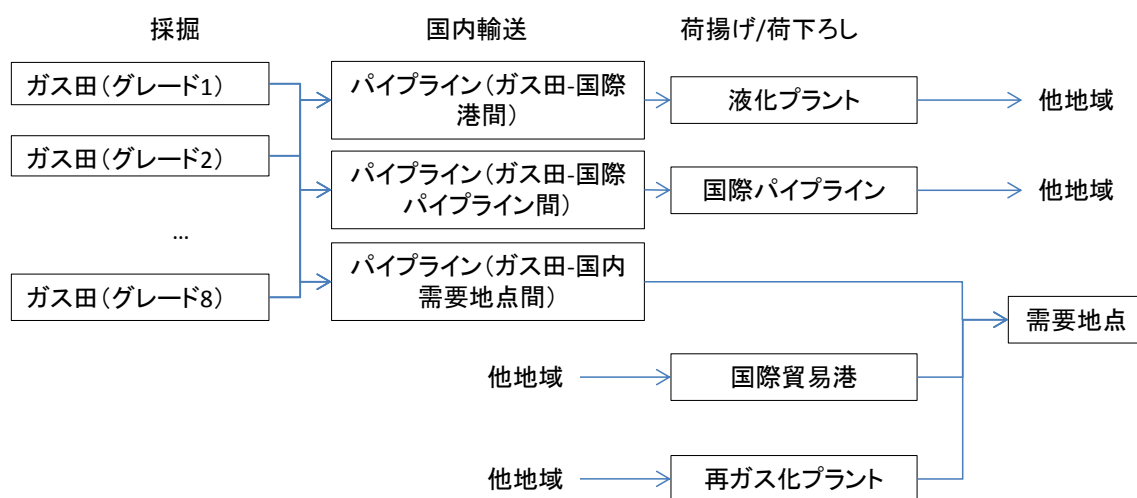 採掘
国内輸送
荷揚げ/荷下ろし
ガス田（グレード1）
パイプライン（ガス田-国際
港間）
液化プラント
他地域
ガス田（グレード2）
パイプライン（ガス田-国際
パイプライン間）
国際パイプライン
他地域
…
ガス田（グレード8）
パイプライン（ガス田-国内
需要地点間）
需要地点
他地域
国際貿易港
他地域
再ガス化プラント